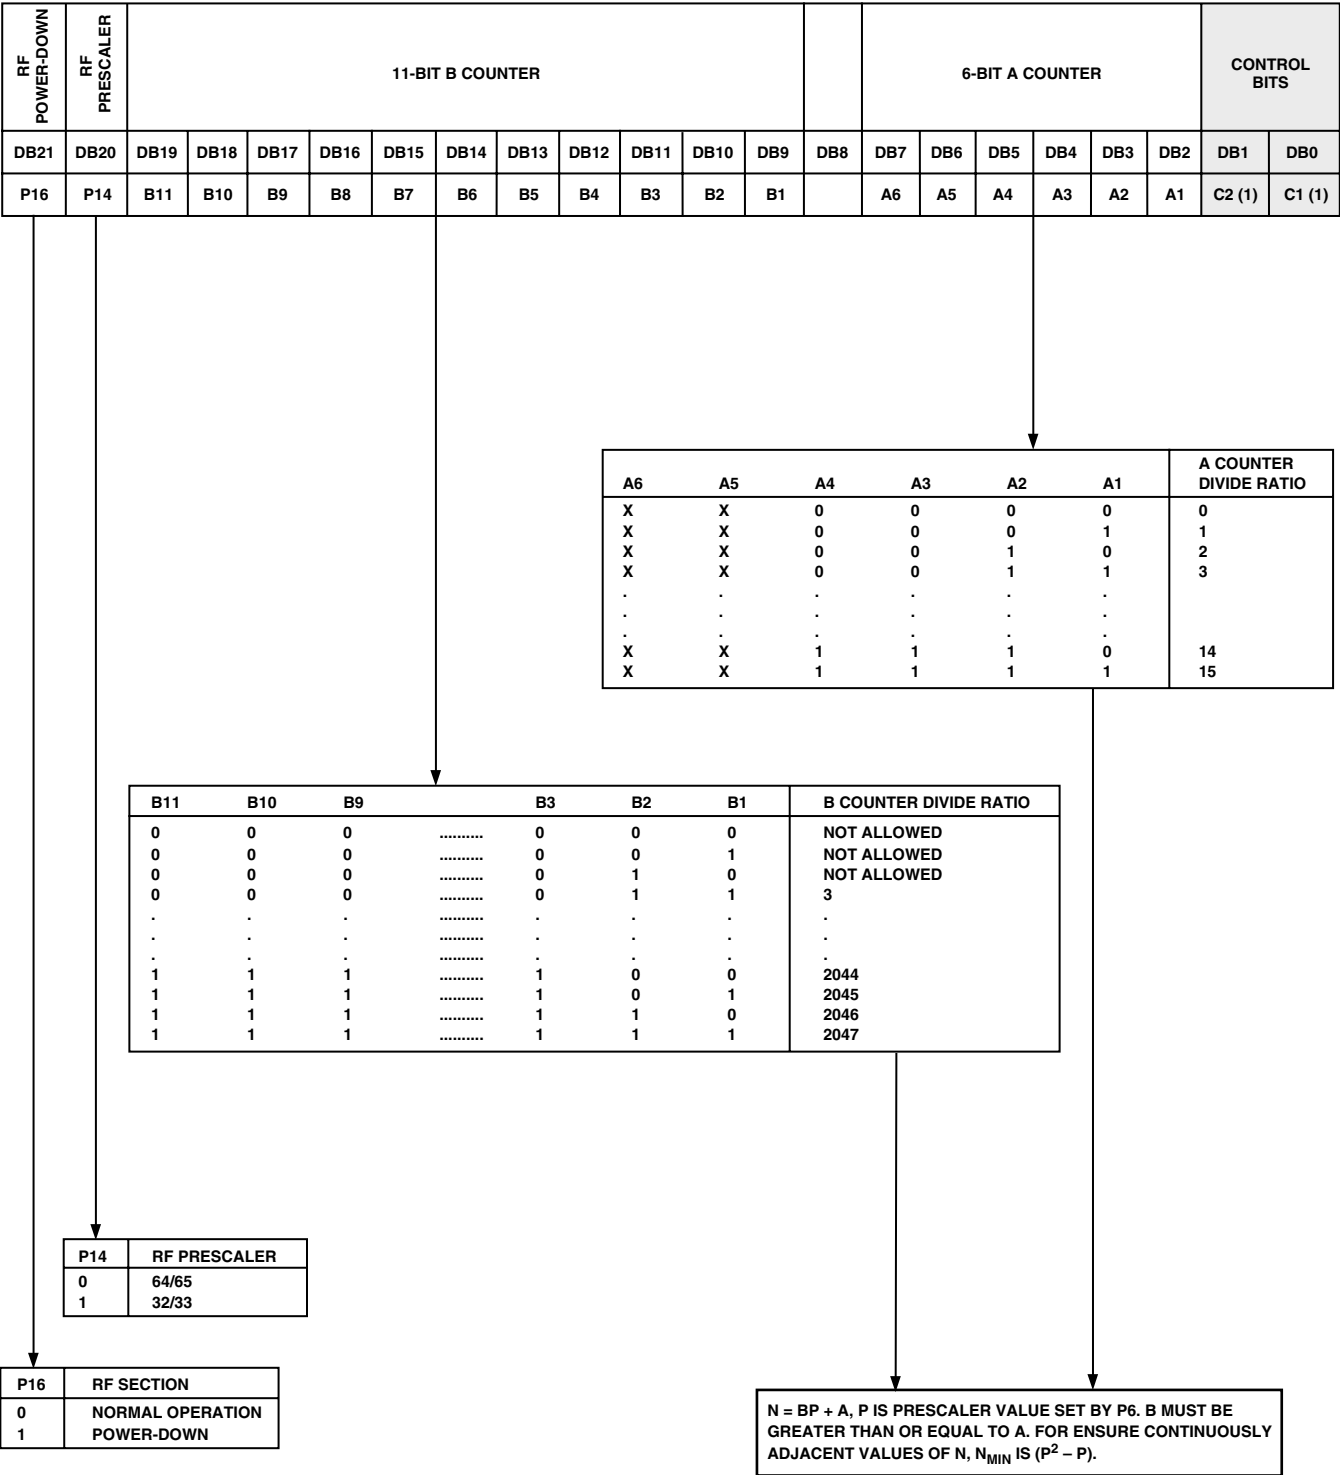 RF POWER-DOWN
RF PRESCALER
11-BIT B COUNTER
6-BIT A COUNTER
CONTROL BITS
DB21 DB20 DB19 DB18 DB17 DB16 DB15 DB14 DB13 DB12 DB11 DB10 DB9 DB8 DB7 DB6 DB5 DB4 DB3 DB2 DB1 DB0
P16 P14 B11 B10 B9 B8 B7 B6 B5 B4 B3 B2 B1 A6 A5 A4 A3 A2 A1 C2 (1) C1 (1)
A6 A5 A4 A3 A2 A1 A COUNTER DIVIDE RATIO
X X 0 0 0 0 0
X X 0 0 0 1 1
X X 0 0 1 0 2
X X 0 0 1 1 3
. . . . . .
. . . . . .
. . . . . .
X X 1 1 1 0 14
X X 1 1 1 1 15
B11 B10 B9 B3 B2 B1 B COUNTER DIVIDE RATIO
0 0 0 .......... 0 0 0 NOT ALLOWED
0 0 0 .......... 0 0 1 NOT ALLOWED
0 0 0 .......... 0 1 0 NOT ALLOWED
0 0 0 .......... 0 1 1 3
. . . .......... . . . .
. . . .......... . . . .
. . . .......... . . . .
1 1 1 .......... 1 0 0 2044
1 1 1 .......... 1 0 1 2045
1 1 1 .......... 1 1 0 2046
1 1 1 .......... 1 1 1 2047
P14 RF PRESCALER
0 64/65
1 32/33
P16 RF SECTION
0 NORMAL OPERATION
1 POWER-DOWN
N = BP + A, P IS PRESCALER VALUE SET BY P6. B MUST BE
GREATER THAN OR EQUAL TO A. FOR ENSURE CONTINUOUSLY
ADJACENT VALUES OF N, N_MIN IS (P² – P).